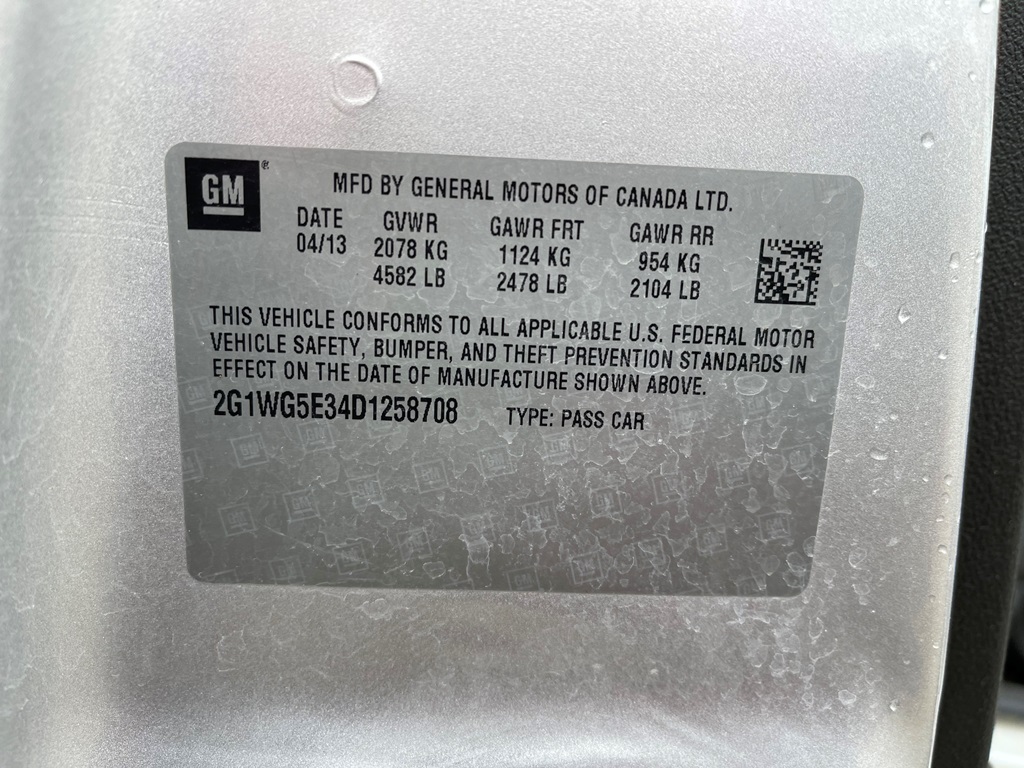 GM®
MFD BY GENERAL MOTORS OF CANADA LTD.
DATE GVWR GAWR FRT GAWR RR
04/13 2078 KG 1124 KG 954 KG
4582 LB 2478 LB 2104 LB
THIS VEHICLE CONFORMS TO ALL APPLICABLE U.S. FEDERAL MOTOR
VEHICLE SAFETY, BUMPER, AND THEFT PREVENTION STANDARDS IN
EFFECT ON THE DATE OF MANUFACTURE SHOWN ABOVE.
2G1WG5E34D1258708 TYPE: PASS CAR